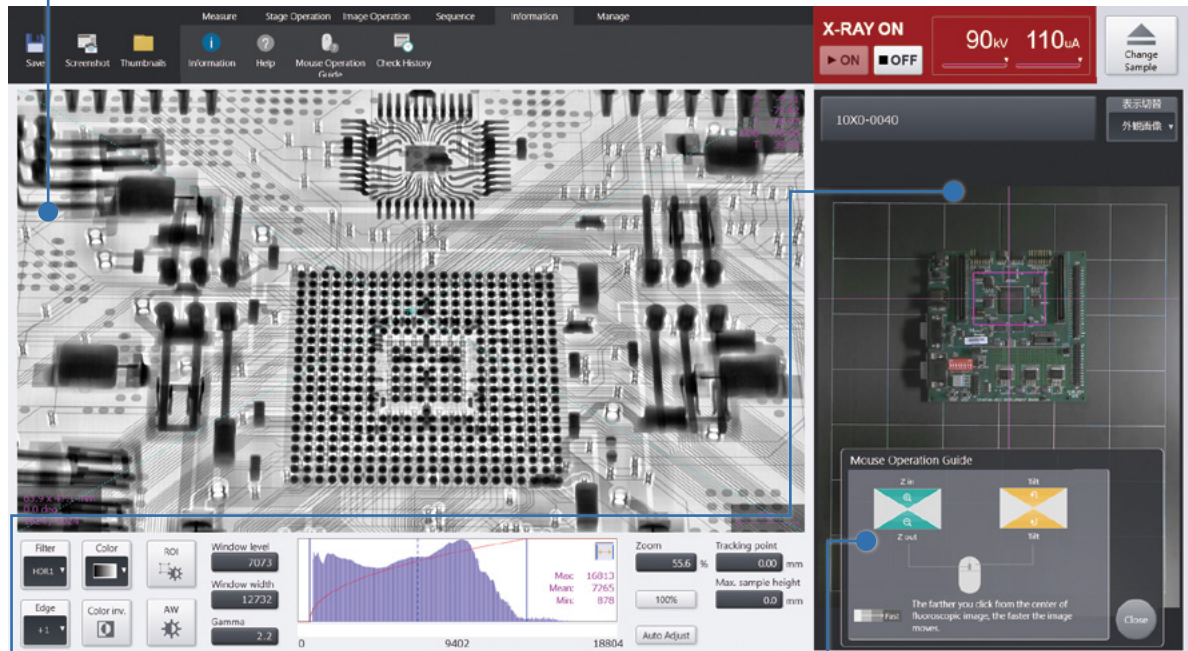 Measure Stage Operation Image Operation Sequence Information Manage
Save Screenshot Thumbnails Information Help Mouse Operation Guide Check History
X-RAY ON
ON OFF
90kV 110uA
Change
Sample
10X0-0040
表示切替
外観画像
Mouse Operation Guide
Z in Tilt
Z out Tilt
Fast
The farther you click from the center of
fluoroscopic image, the faster the image
moves.
Close
Filter
HDR1
Color
ROI
Edge
+1
Color inv.
AW
Window level
7073
Window width
12732
Gamma
2.2
Max: 16813
Mean: 7265
Min: 878
0 9402 18804
Zoom
55.6 %
100%
Auto Adjust
Tracking point
0.00 mm
Max. sample height
0.0 mm